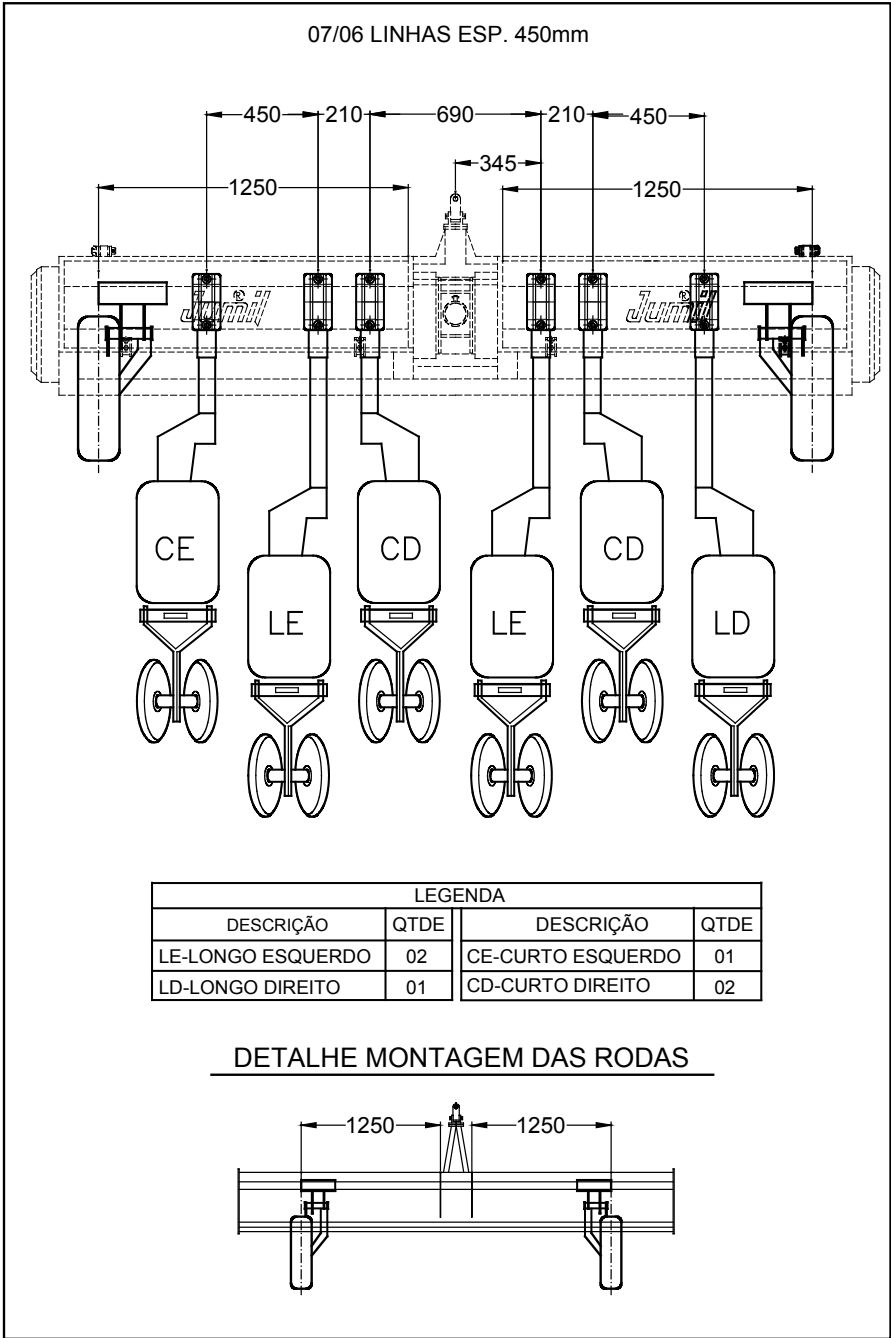 07/06 LINHAS ESP. 450mm
450 210 690 210 450
345
1250 1250
Jumil Jumil
CE CD CD
LE LE LD
LEGENDA
DESCRIÇÃO QTDE DESCRIÇÃO QTDE
LE-LONGO ESQUERDO 02 CE-CURTO ESQUERDO 01
LD-LONGO DIREITO 01 CD-CURTO DIREITO 02
DETALHE MONTAGEM DAS RODAS
1250 1250